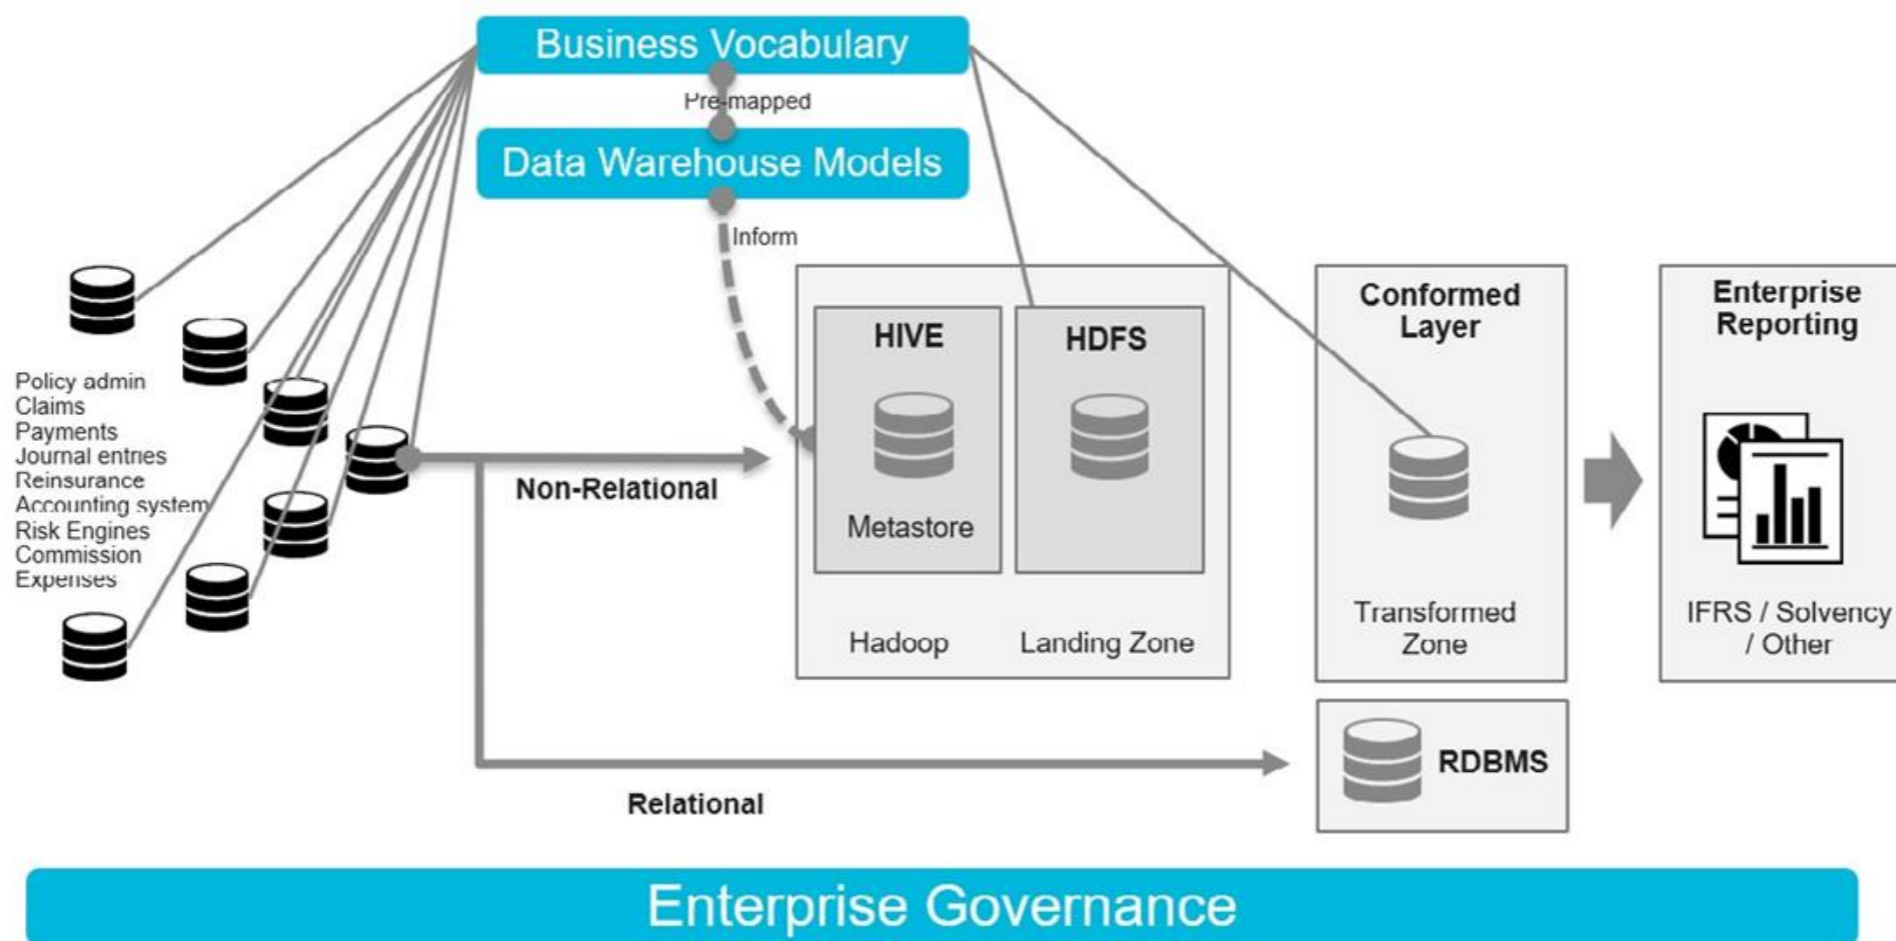 Business Vocabulary
Pre-mapped
Data Warehouse Models
Inform
Policy admin
Claims
Payments
Journal entries
Reinsurance
Accounting system
Risk Engines
Commission
Expenses
Non-Relational
Relational
HIVE
Metastore
HDFS
Hadoop
Landing Zone
Conformed
Layer
Transformed
Zone
RDBMS
Enterprise
Reporting
IFRS / Solvency
/ Other
Enterprise Governance